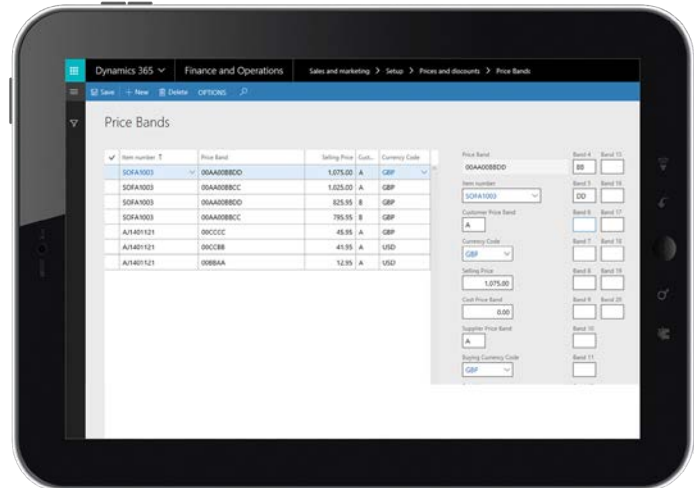 Dynamics 365 Finance and Operations Sales and marketing > Setup > Prices and discounts > Price Bands
Save + New Delete OPTIONS
Price Bands
Item number ↑ Price Band Selling Price Cust... Currency Code
SOFA1003 00AA00BBDD 1,075.00 A GBP
SOFA1003 00AA00BBCC 1,025.00 A GBP
SOFA1003 00AA00BBDD 825.95 B GBP
SOFA1003 00AA00BBCC 795.95 B GBP
AJ1401121 00CCCC 45.95 A GBP
AJ1401121 00CCBB 41.95 A USD
AJ1401121 00BBAA 12.95 A USD
Price Band Band 4 Band 15
00AA00BBDD BB
Item number Band 5 Band 16
SOFA1003 DD
Customer Price Band Band 6 Band 17
A
Currency Code Band 7 Band 18
GBP
Selling Price Band 8 Band 19
1,075.00
Cost Price Band Band 9 Band 20
0.00
Supplier Price Band Band 10
A
Buying Currency Code Band 11
GBP